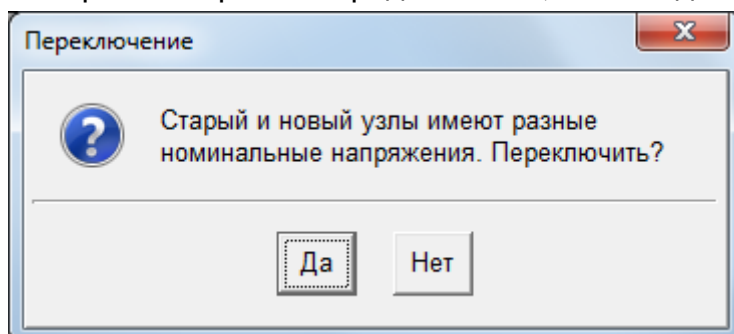 Переключение
Старый и новый узлы имеют разные
номинальные напряжения. Переключить?
Да
Нет